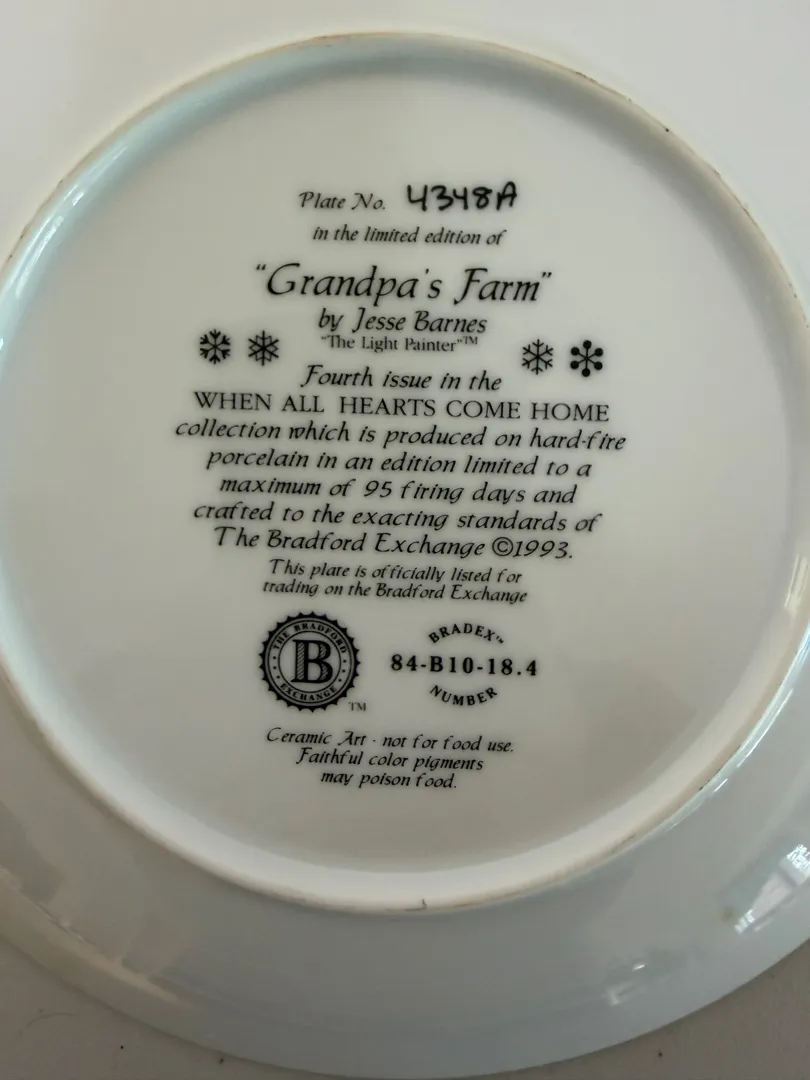 Plate No. 4348A
in the limited edition of
"Grandpa's Farm"
by Jesse Barnes
"The Light Painter"™
Fourth issue in the
WHEN ALL HEARTS COME HOME
collection which is produced on hard-fire
porcelain in an edition limited to a
maximum of 95 firing days and
crafted to the exacting standards of
The Bradford Exchange ©1993.
This plate is officially listed for
trading on the Bradford Exchange
THE BRADFORD
B
EXCHANGE
TM
BRADEX™
84-B10-18.4
NUMBER
Ceramic Art · not for food use.
Faithful color pigments
may poison food.